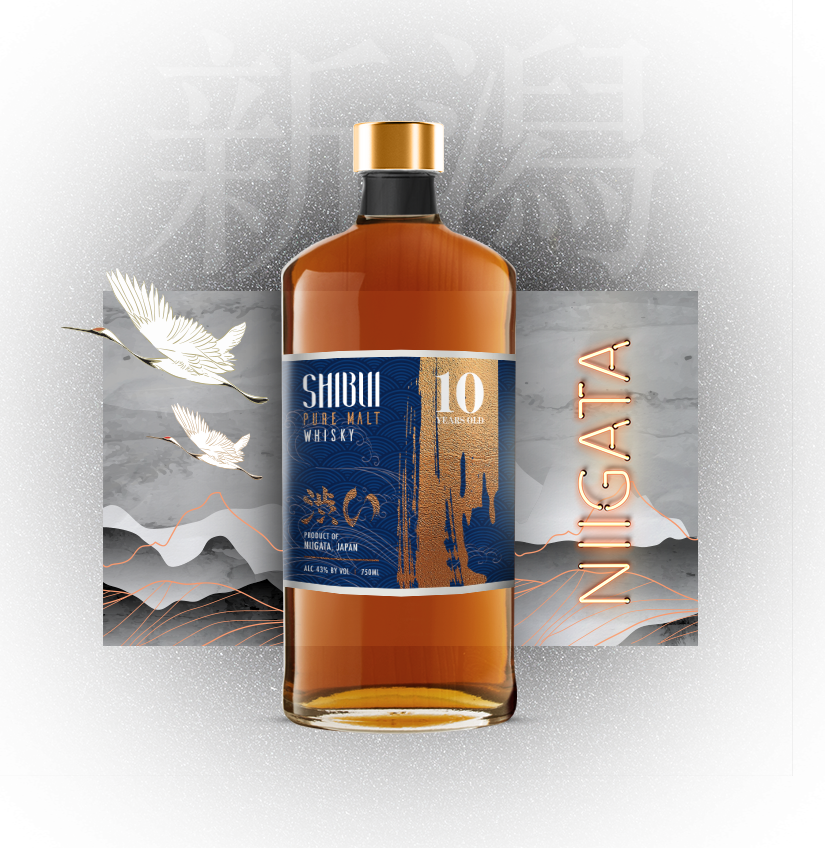 新潟
SHIBUI
PURE MALT
WHISKY
10
YEARS OLD
渋い
PRODUCT OF
NIIGATA, JAPAN
ALC 43% BY VOL 750ML
NIIGATA